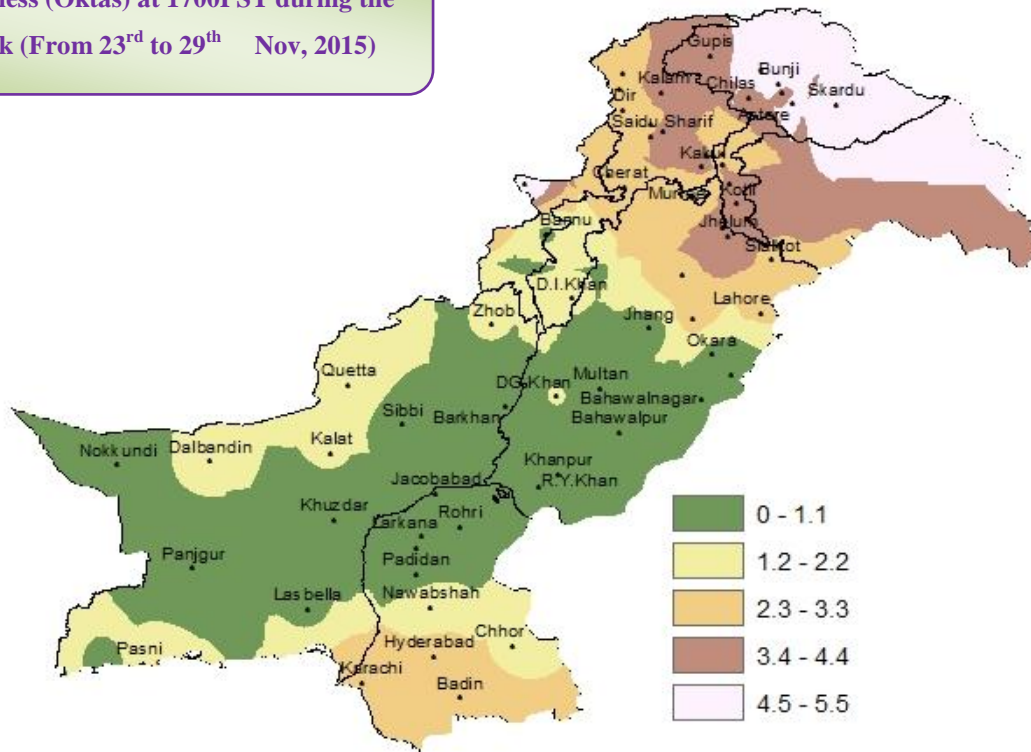 (Oktas) at 1700PST during the
(From 23rd to 29th Nov, 2015)
Gupis
Bunji
Kalam
Chilas
Skardu
Dir
Astore
Saidu Sharif
Kakul
Cherat
Murree
Kotli
Bannu
Jhelum
Sialkot
D.I.Khan
Zhob
Lahore
Jhang
Okara
Quetta
DG Khan
Multan
Bahawalnagar
Sibbi
Barkhan
Bahawalpur
Nokkundi
Dalbandin
Kalat
Khanpur
Jacobabad
R.Y.Khan
Khuzdar
Rohri
Larkana
Panjgur
Padidan
Lasbella
Nawabshah
Chhor
Pasni
Hyderabad
Karachi
Badin
0 - 1.1
1.2 - 2.2
2.3 - 3.3
3.4 - 4.4
4.5 - 5.5